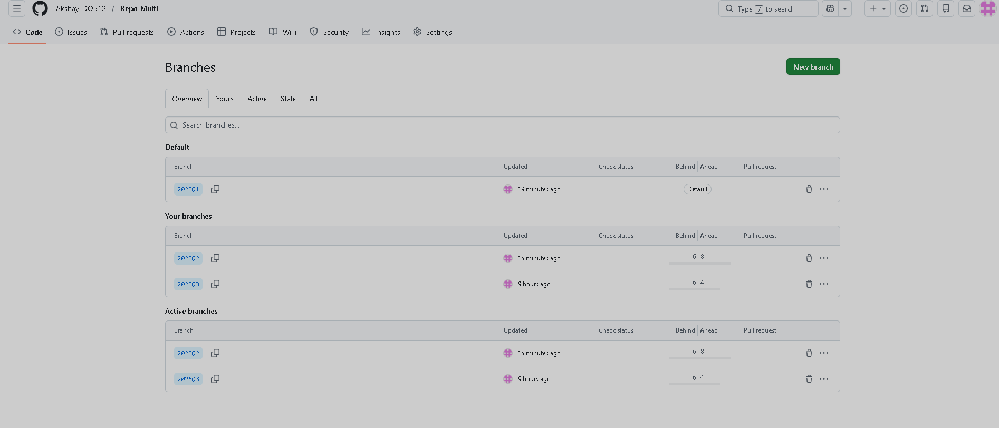 Akshay-DO512 / Repo-Multi
Type / to search
Code Issues Pull requests Actions Projects Wiki Security Insights Settings
Branches
New branch
Overview Yours Active Stale All
Search branches...
Default
Branch Updated Check status Behind Ahead Pull request
2026Q1 19 minutes ago Default
Your branches
Branch Updated Check status Behind Ahead Pull request
2026Q2 15 minutes ago 6 8
2026Q3 9 hours ago 6 4
Active branches
Branch Updated Check status Behind Ahead Pull request
2026Q2 15 minutes ago 6 8
2026Q3 9 hours ago 6 4